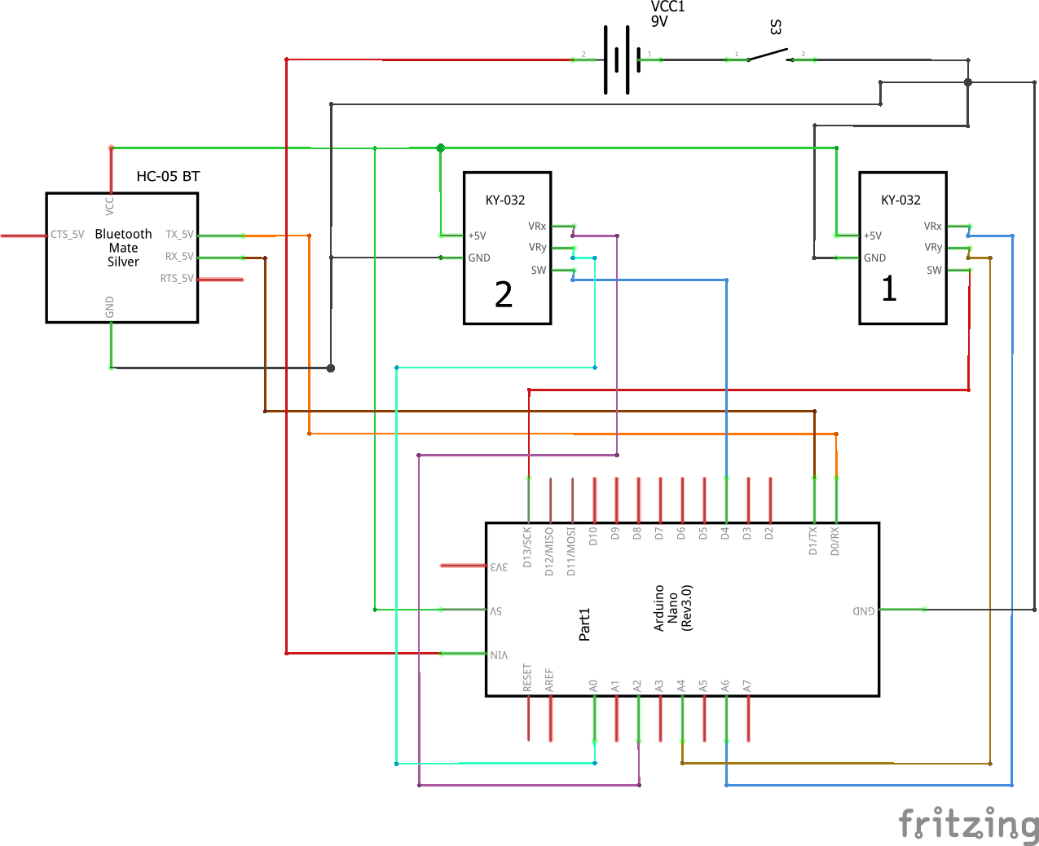 VCC1
9V
S3
2
1
1
2
HC-05 BT
VCC
CTS_5V
Bluetooth
Mate
Silver
TX_5V
RX_5V
RTS_5V
GND
KY-032
VRx
VRy
SW
+5V
GND
2
KY-032
VRx
VRy
SW
+5V
GND
1
D13/SCK
D12/MISO
D11/MOSI
D10
D9
D8
D7
D6
D5
D4
D3
D2
D1/TX
D0/RX
3V3
5V
VIN
Part1
Arduino
Nano
(Rev3.0)
GND
RESET
AREF
A0
A1
A2
A3
A4
A5
A6
A7
fritzing